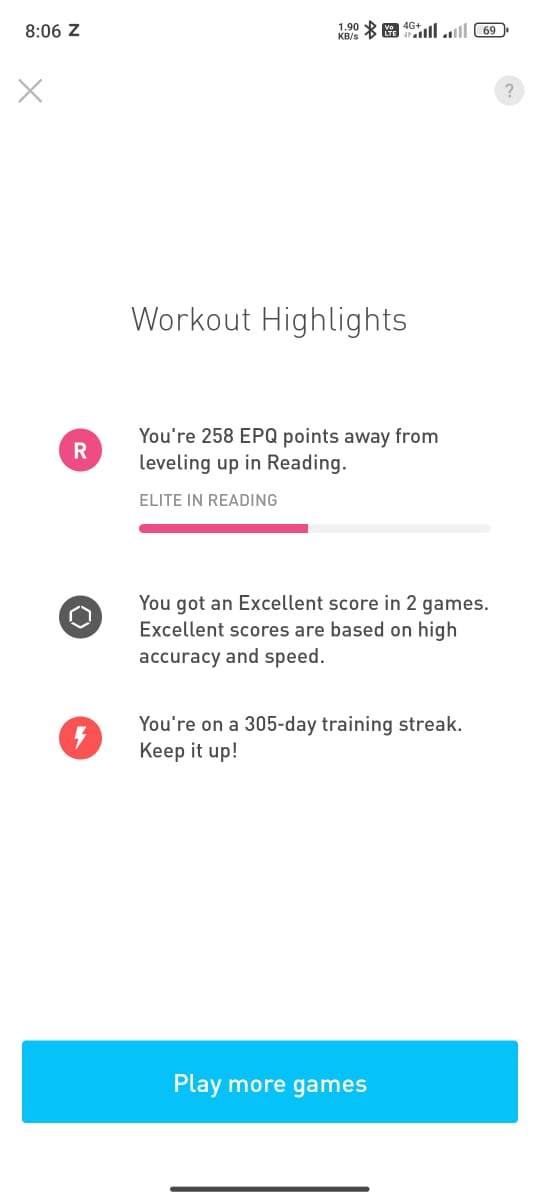 8:06 Z
1.90 KB/s Vo LTE 4G+ 69
?
Workout Highlights
R
You're 258 EPQ points away from
leveling up in Reading.
ELITE IN READING
You got an Excellent score in 2 games.
Excellent scores are based on high
accuracy and speed.
You're on a 305-day training streak.
Keep it up!
Play more games